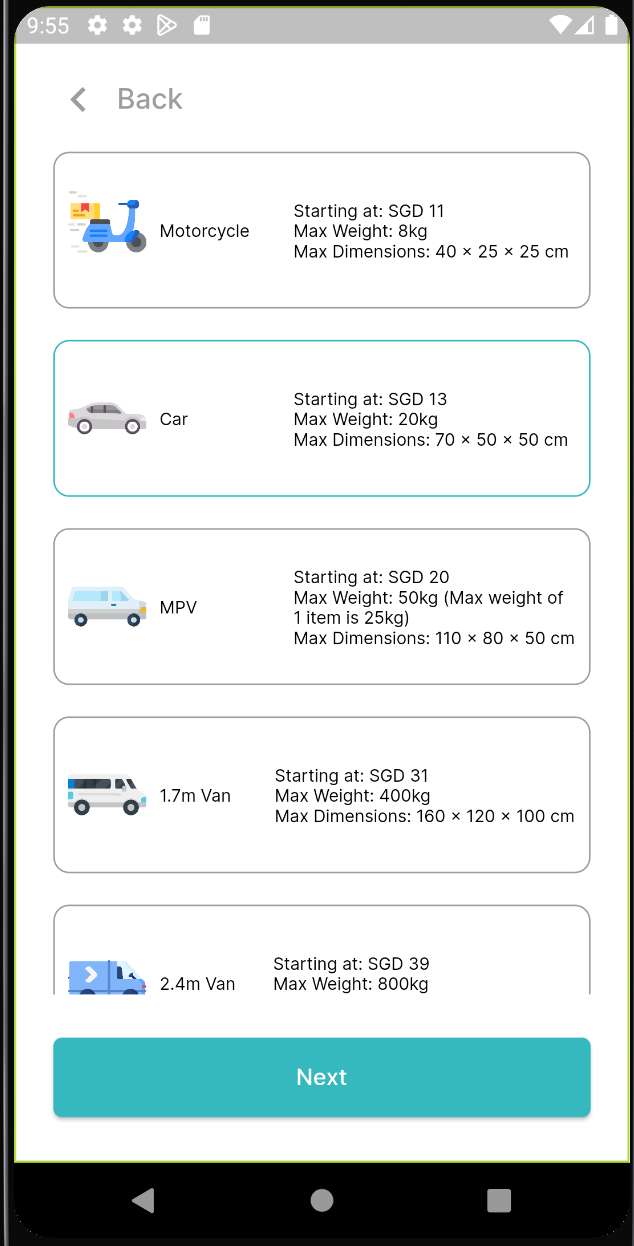 9:55
Back
Motorcycle
Starting at: SGD 11
Max Weight: 8kg
Max Dimensions: 40 × 25 × 25 cm
Car
Starting at: SGD 13
Max Weight: 20kg
Max Dimensions: 70 × 50 × 50 cm
MPV
Starting at: SGD 20
Max Weight: 50kg (Max weight of
1 item is 25kg)
Max Dimensions: 110 × 80 × 50 cm
1.7m Van
Starting at: SGD 31
Max Weight: 400kg
Max Dimensions: 160 × 120 × 100 cm
2.4m Van
Starting at: SGD 39
Max Weight: 800kg
Next